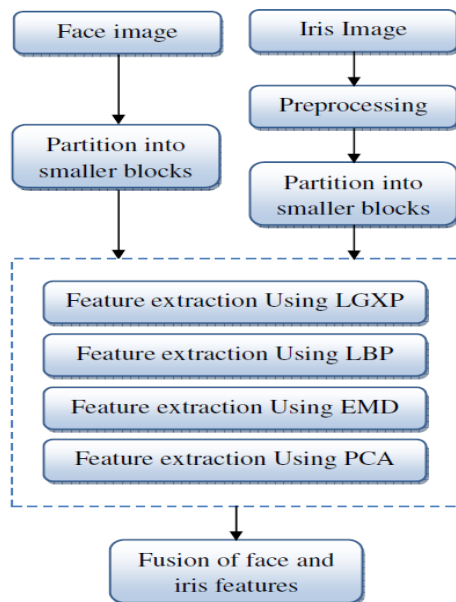 Face image
Iris Image
Preprocessing
Partition into
smaller blocks
Partition into
smaller blocks
Feature extraction Using LGXP
Feature extraction Using LBP
Feature extraction Using EMD
Feature extraction Using PCA
Fusion of face and
iris features